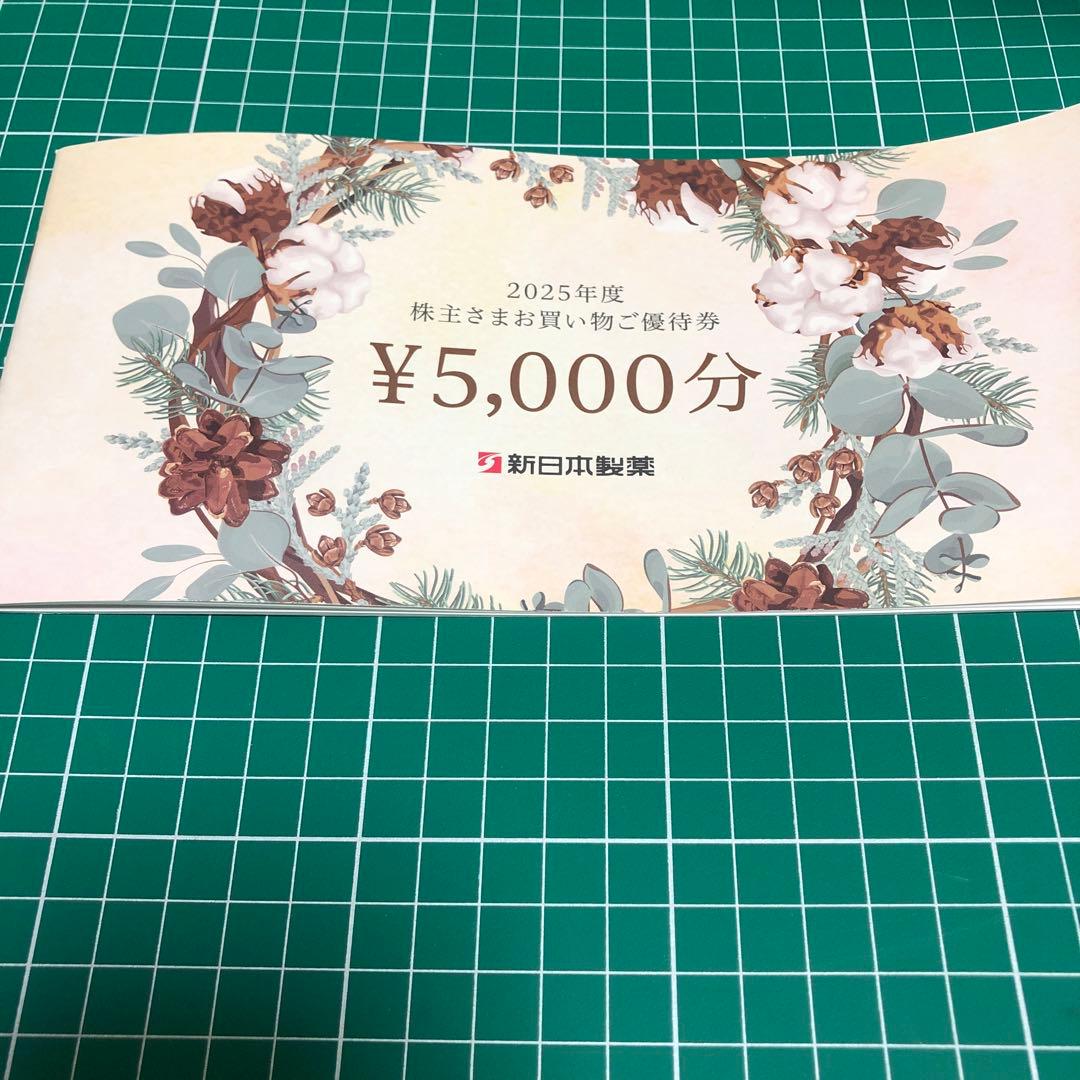 2025年度
株主さまお買い物ご優待券
¥5,000分
新日本製薬